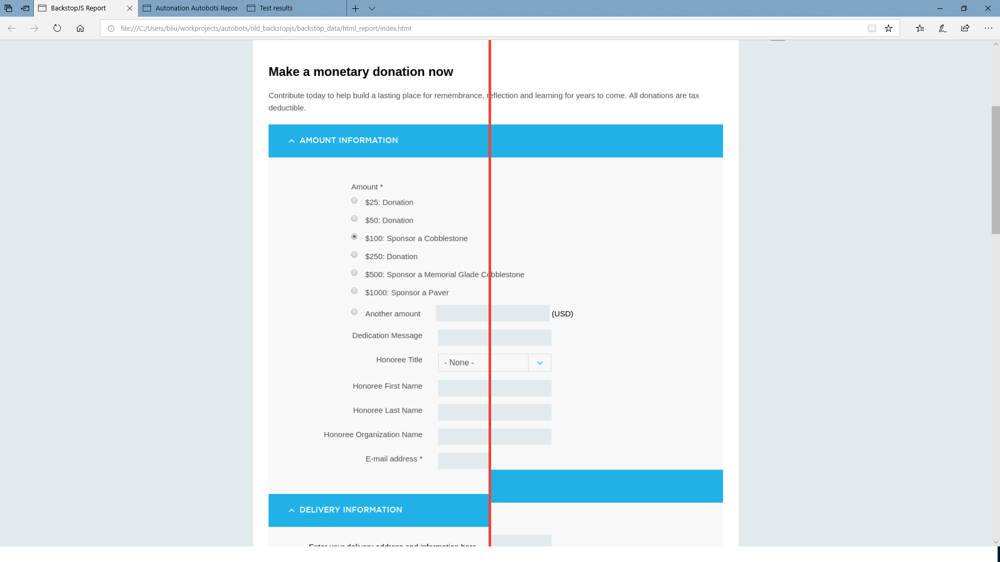 BackstopJS Report
Autonation Autobots Repor
Test results
file:///C:/Users/bliu/workprojects/autobots/old_backstopjs/backstop_data/html_report/index.html
Make a monetary donation now
Contribute today to help build a lasting place for remembrance, reflection and learning for years to come. All donations are tax
deductible.
AMOUNT INFORMATION
Amount *
$25: Donation
$50: Donation
$100: Sponsor a Cobblestone
$250: Donation
$500: Sponsor a Memorial Glade Cobblestone
$1000: Sponsor a Paver
Another amount (USD)
Dedication Message
Honoree Title - None -
Honoree First Name
Honoree Last Name
Honoree Organization Name
E-mail address *
DELIVERY INFORMATION
Enter your delivery address and information here